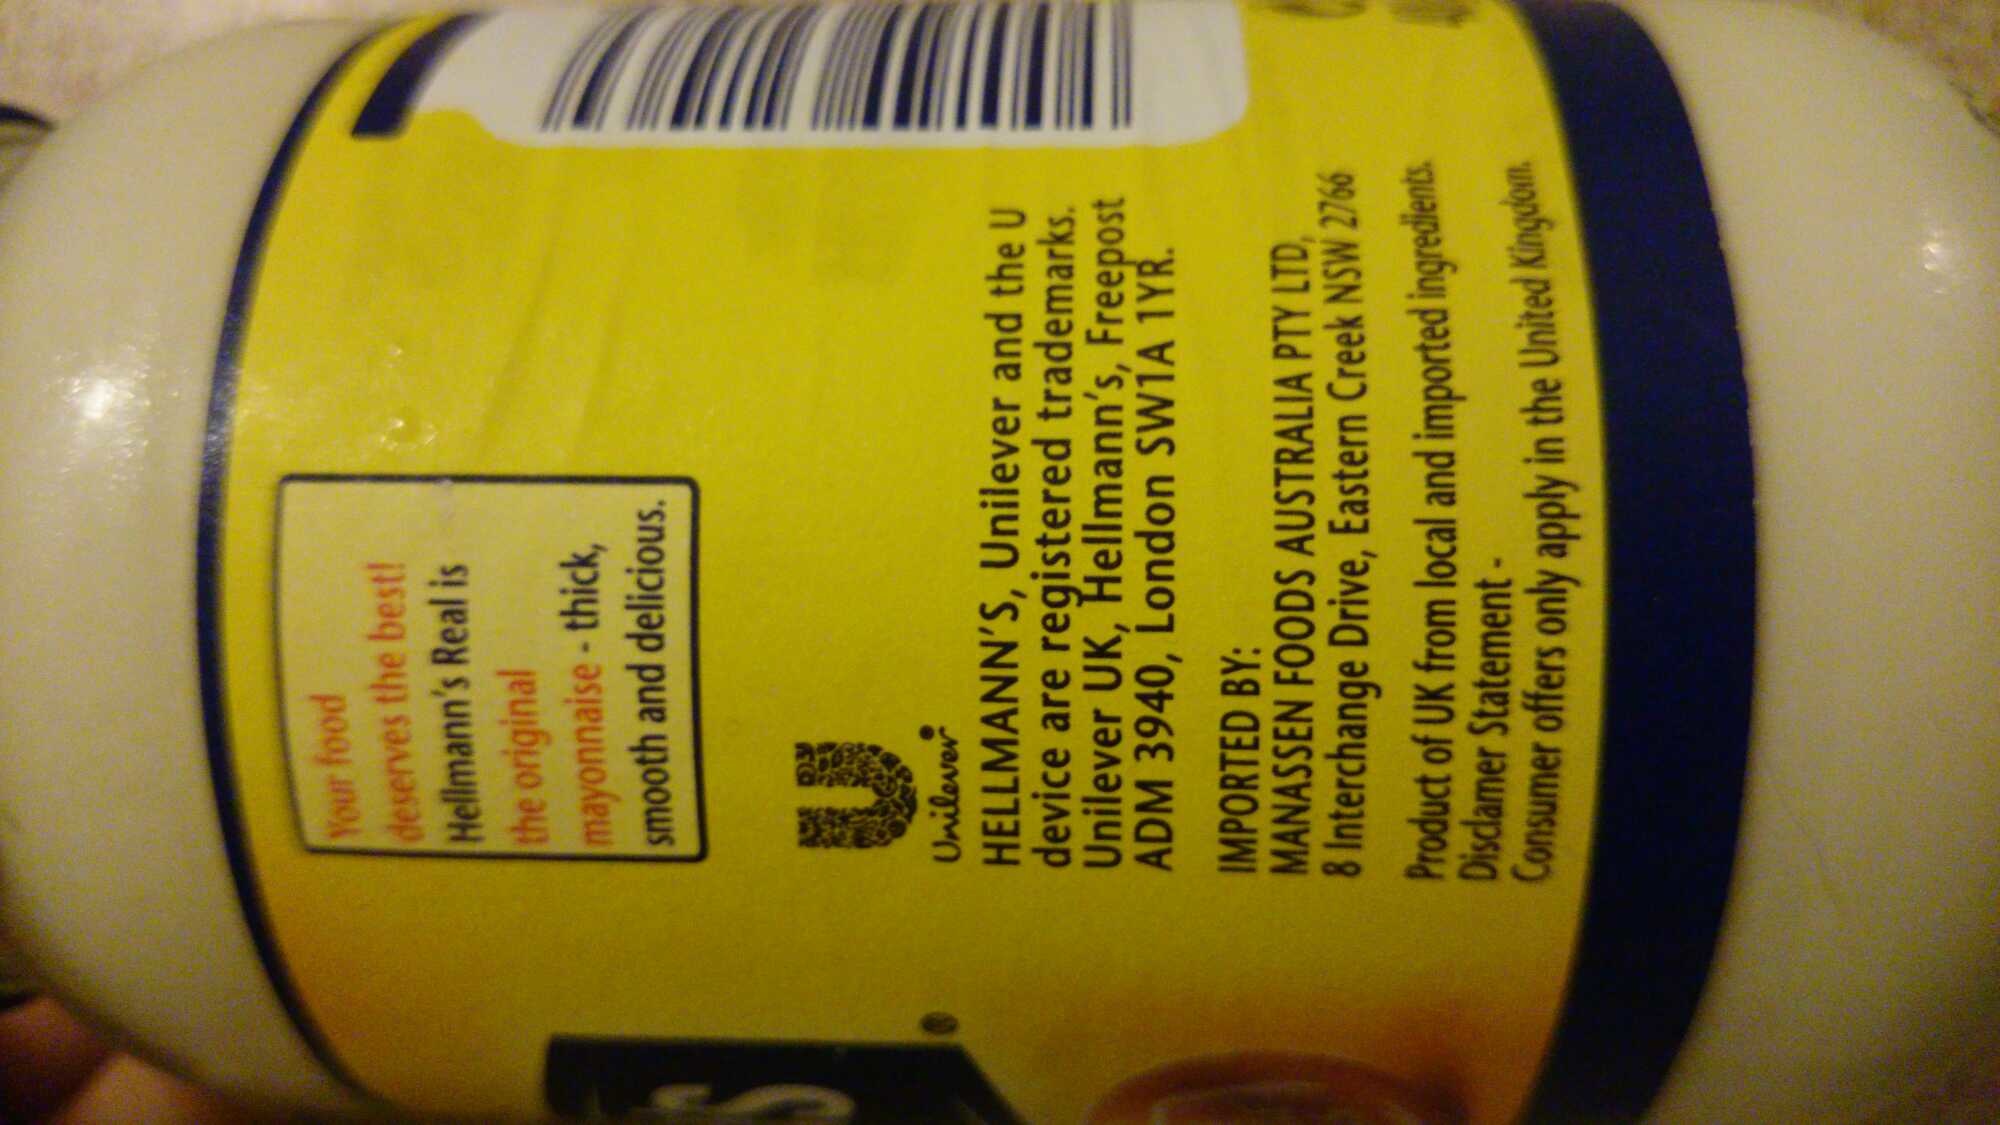 Your food
deserves the best!
Hellmann's Real is
the original
mayonnaise - thick,
smooth and delicious.
Unilever®
HELLMANN'S, Unilever and the U
device are registered trademarks.
Unilever UK, Hellmann's, Freepost
ADM 3940, London SW1A 1YR.
IMPORTED BY:
MANASSEN FOODS AUSTRALIA PTY LTD,
8 Interchange Drive, Eastern Creek NSW 2766
Product of UK from local and imported ingredients.
Disclamer Statement -
Consumer offers only apply in the United Kingdom.
S®